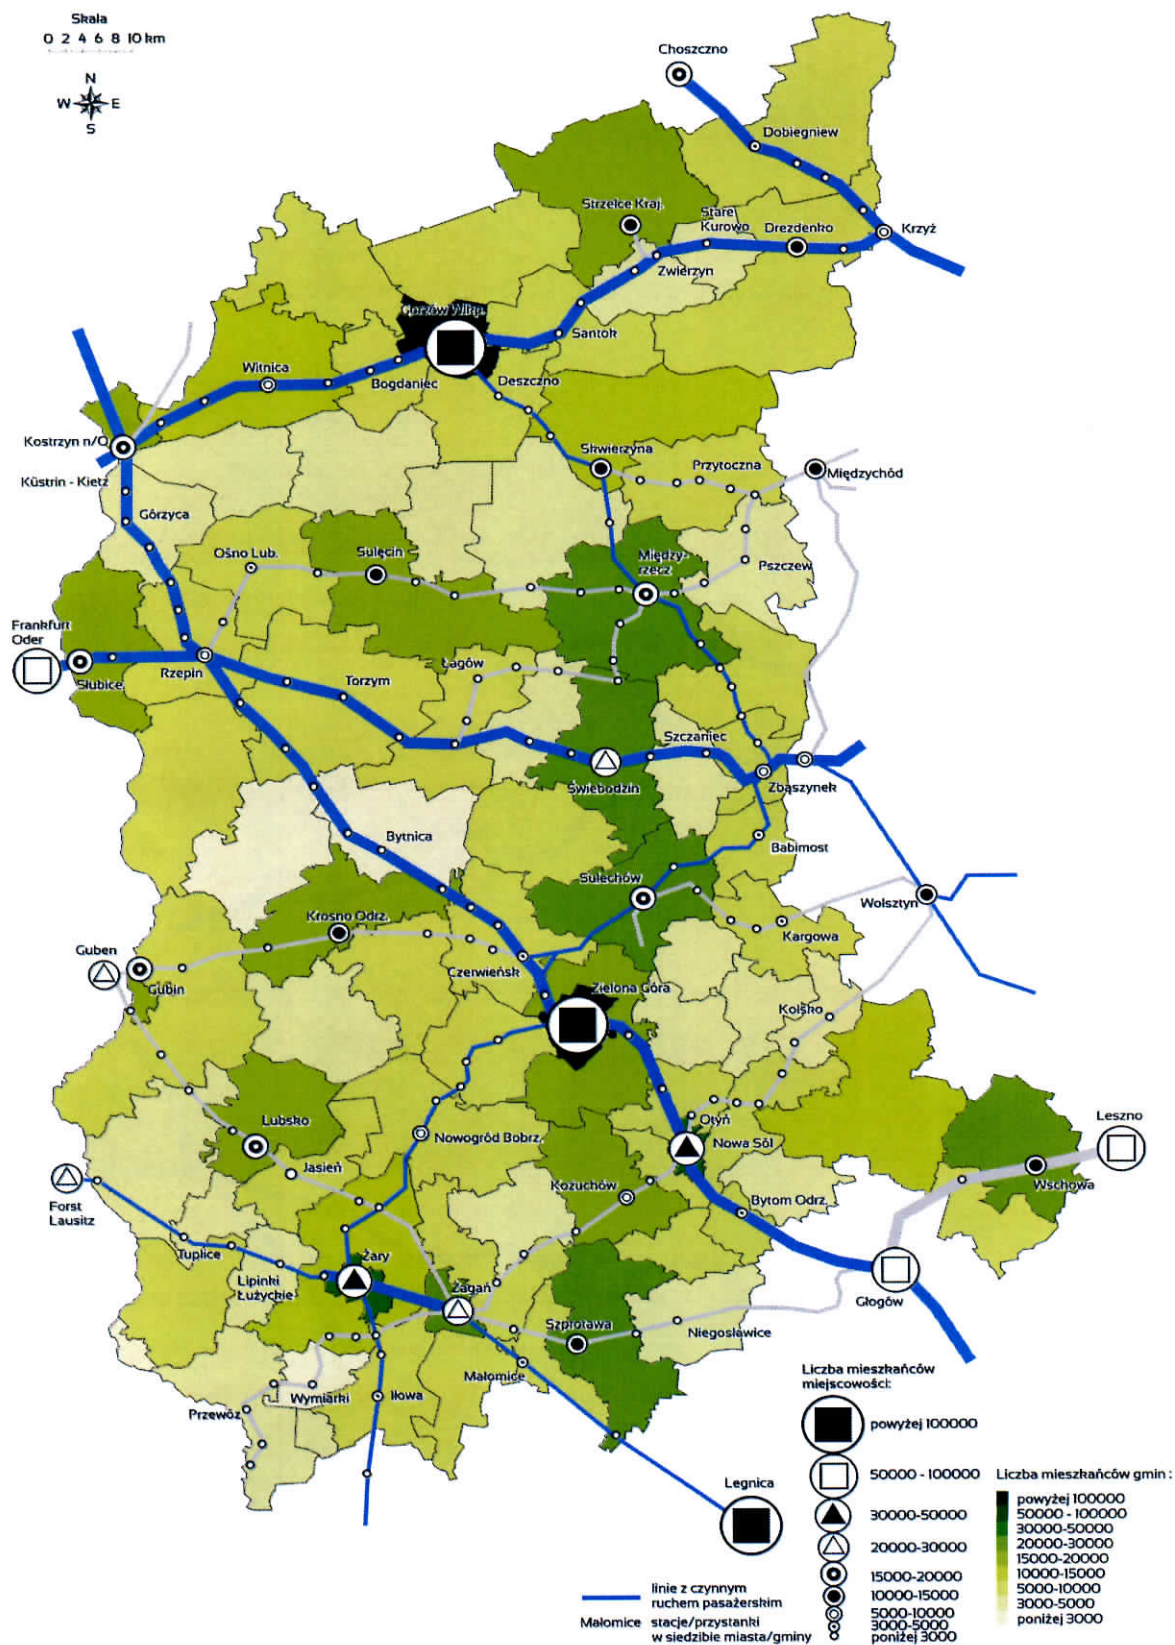 Skala
0 2 4 6 8 10 km
N
W E
S
Choszczno
Dobiegniew
Strzelce Kraj.
Stare
Kurowo
Drezdenko
Krzyż
Zwierzyn
Gorzów Wlkp.
Santok
Witnica
Bogdaniec
Deszczno
Kostrzyn n/O
Küstrin - Kietz
Skwierzyna
Przytoczna
Międzychód
Górzyca
Ośno Lub.
Sulęcin
Między-
rzecz
Pszczew
Frankfurt
Oder
Słubice
Rzepin
Torzym
Łagów
Szczaniec
Świebodzin
Zbąszynek
Bytnica
Babimost
Sulechów
Wolsztyn
Krosno Odrz.
Kargowa
Guben
Gubin
Czerwieńsk
Zielona Góra
Kolsko
Lubsko
Otyń
Leszno
Nowogród Bobrz.
Nowa Sól
Jasień
Wschowa
Forst
Lausitz
Kożuchów
Bytom Odrz.
Tuplice
Żary
Lipinki
Łużyckie
Żagań
Głogów
Szprotawa
Niegosławice
Małomice
Wymiarki
Iłowa
Przewóz
Legnica
Liczba mieszkańców
miejscowości:
powyżej 100000
50000 - 100000
30000-50000
20000-30000
15000-20000
10000-15000
5000-10000
3000-5000
poniżej 3000
Liczba mieszkańców gmin :
powyżej 100000
50000 - 100000
30000-50000
20000-30000
15000-20000
10000-15000
5000-10000
3000-5000
poniżej 3000
linie z czynnym
ruchem pasażerskim
Małomice stacje/przystanki
w siedzibie miasta/gminy